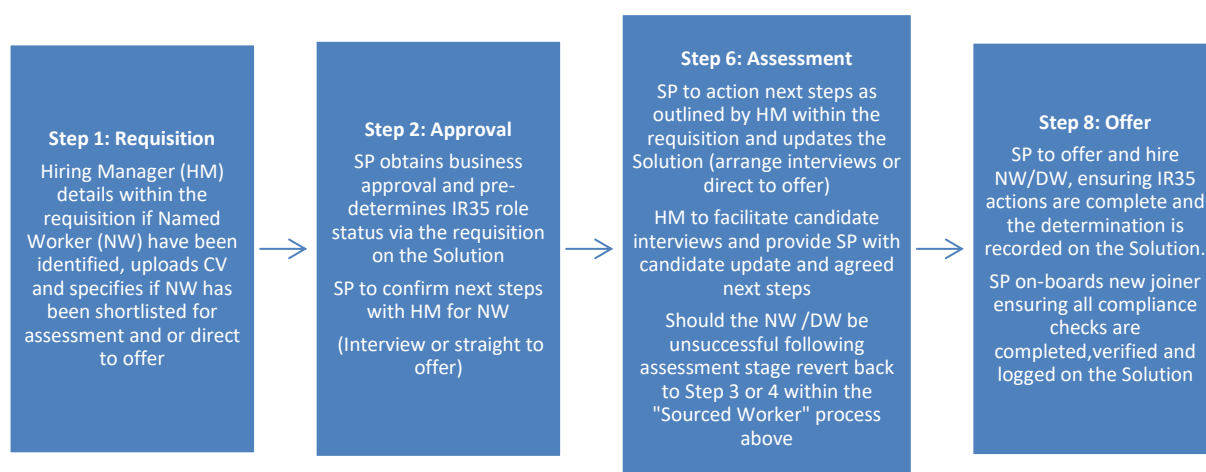 Step 1: Requisition
Hiring Manager (HM)
details within the
requisition if Named
Worker (NW) have been
identified, uploads CV
and specifies if NW has
been shortlisted for
assessment and or direct
to offer
Step 2: Approval
SP obtains business
approval and pre-
determines IR35 role
status via the requisition
on the Solution
SP to confirm next steps
with HM for NW
(Interview or straight to
offer)
Step 6: Assessment
SP to action next steps as
outlined by HM within the
requisition and updates the
Solution (arrange interviews or
direct to offer)
HM to facilitate candidate
interviews and provide SP with
candidate update and agreed
next steps
Should the NW /DW be
unsuccessful following
assessment stage revert back
to Step 3 or 4 within the
"Sourced Worker" process
above
Step 8: Offer
SP to offer and hire
NW/DW, ensuring IR35
actions are complete and
the determination is
recorded on the Solution.
SP on-boards new joiner
ensuring all compliance
checks are
completed,verified and
logged on the Solution